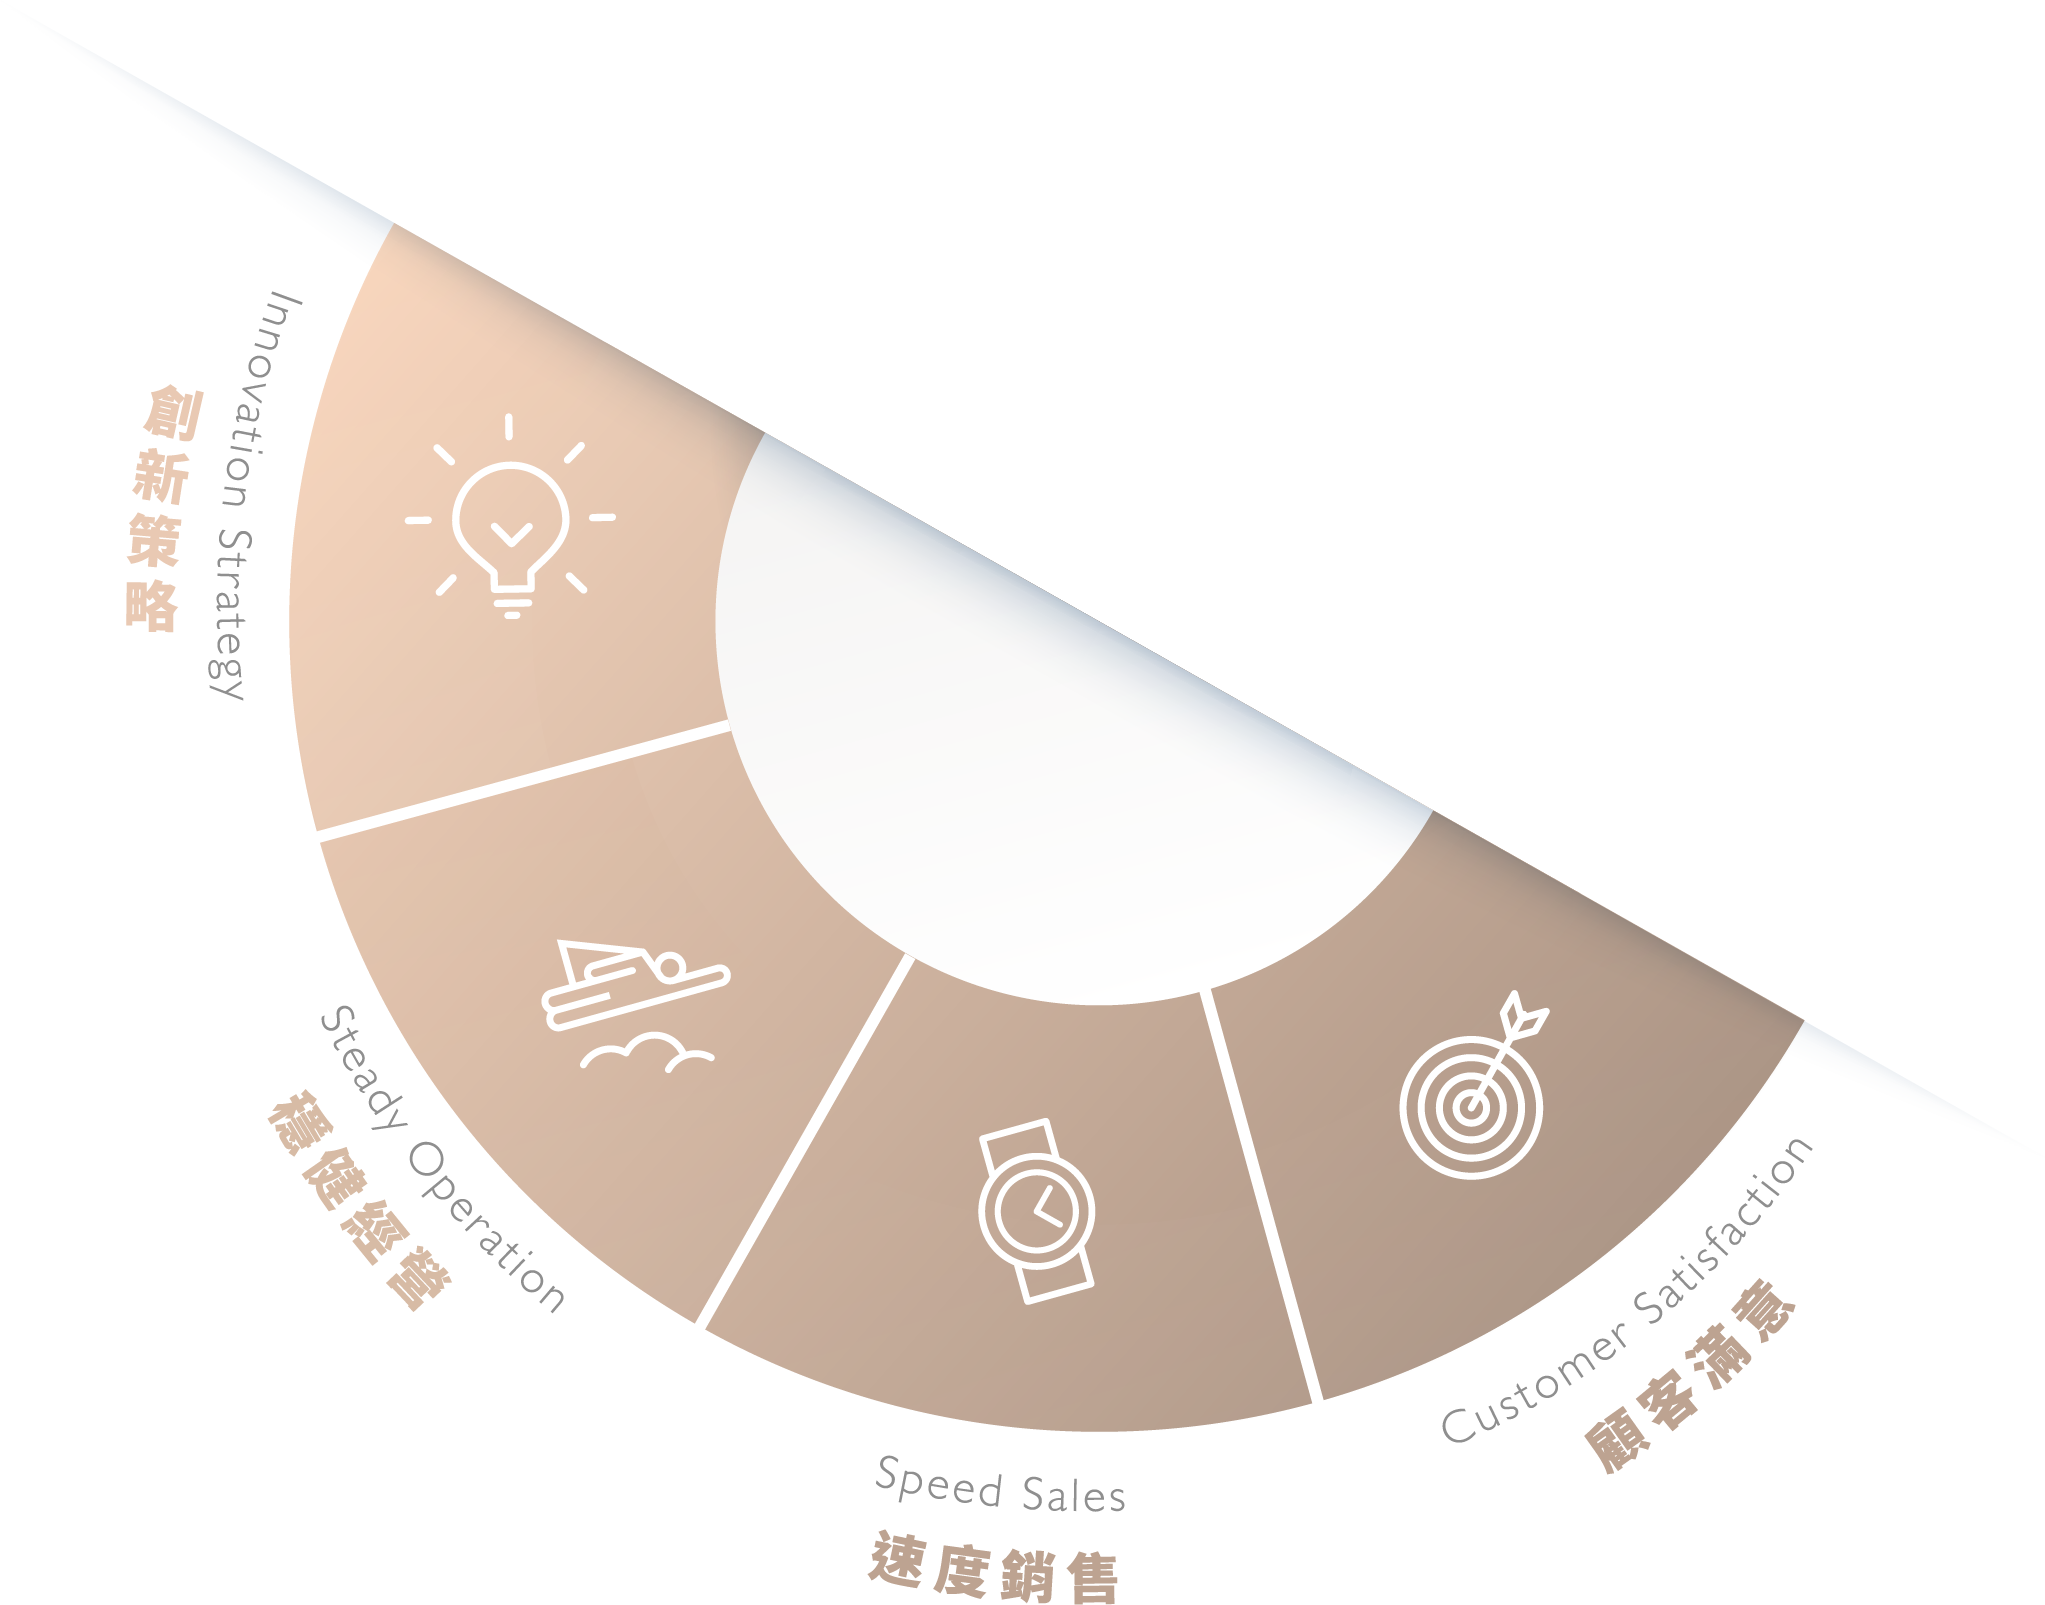 Innovation Strategy
創新策略
Steady Operation
穩健經營
Speed Sales
速度銷售
Customer Satisfaction
顧客滿意